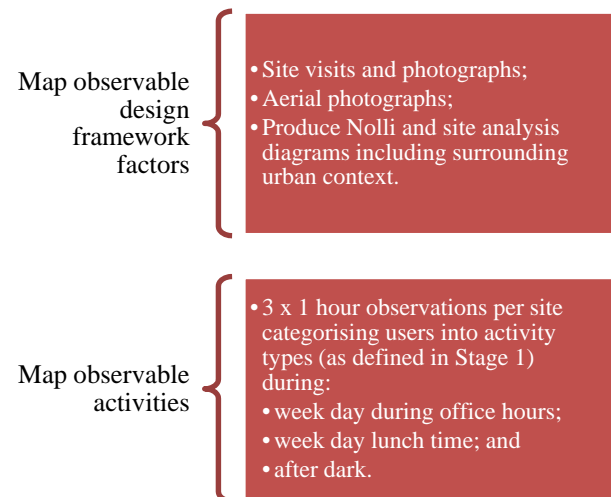 Map observable
design
framework
factors
• Site visits and photographs;
• Aerial photographs;
• Produce Nolli and site analysis
diagrams including surrounding
urban context.
Map observable
activities
• 3 x 1 hour observations per site
categorising users into activity
types (as defined in Stage 1)
during:
• week day during office hours;
• week day lunch time; and
• after dark.